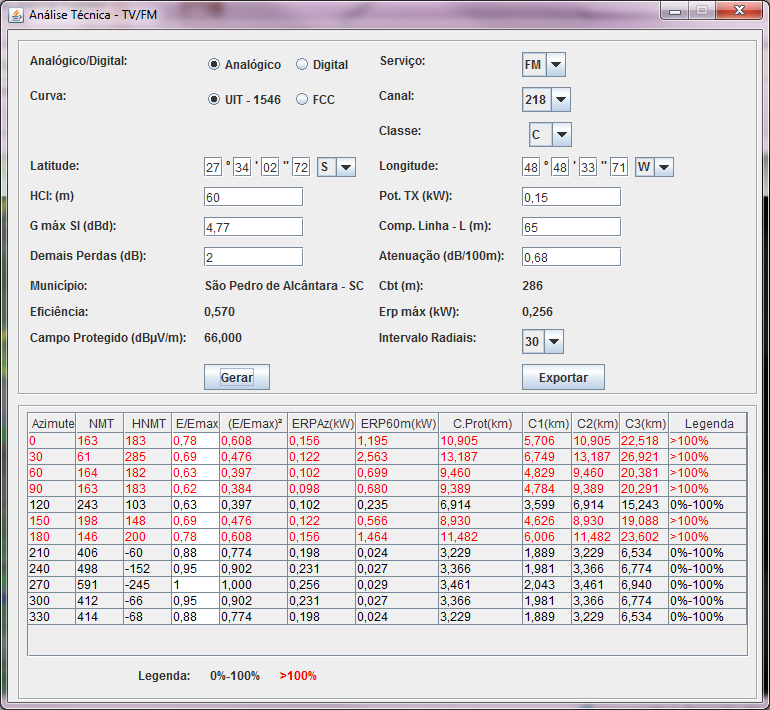 Análise Técnica - TV/FM
Analógico/Digital: Analógico Digital Serviço: FM
Curva: UIT - 1546 FCC Canal: 218
Classe: C
Latitude: 27 º 34 ' 02 " 72 S Longitude: 48 º 48 ' 33 " 71 W
HCI: (m) 60 Pot. TX (kW): 0,15
G máx SI (dBd): 4,77 Comp. Linha - L (m): 65
Demais Perdas (dB): 2 Atenuação (dB/100m): 0,68
Município: São Pedro de Alcântara - SC Cbt (m): 286
Eficiência: 0,570 Erp máx (kW): 0,256
Campo Protegido (dBµV/m): 66,000 Intervalo Radiais: 30
Gerar Exportar
Azimute NMT HNMT E/Emax (E/Emax)² ERPAz(kW) ERP60m(kW) C.Prot(km) C1(km) C2(km) C3(km) Legenda
0 163 183 0,78 0,608 0,156 1,195 10,905 5,706 10,905 22,518 >100%
30 61 285 0,69 0,476 0,122 2,563 13,187 6,749 13,187 26,921 >100%
60 164 182 0,63 0,397 0,102 0,699 9,460 4,829 9,460 20,381 >100%
90 163 183 0,62 0,384 0,098 0,680 9,389 4,784 9,389 20,291 >100%
120 243 103 0,63 0,397 0,102 0,235 6,914 3,599 6,914 15,243 0%-100%
150 198 148 0,69 0,476 0,122 0,566 8,930 4,626 8,930 19,088 >100%
180 146 200 0,78 0,608 0,156 1,464 11,482 6,006 11,482 23,602 >100%
210 406 -60 0,88 0,774 0,198 0,024 3,229 1,889 3,229 6,534 0%-100%
240 498 -152 0,95 0,902 0,231 0,027 3,366 1,981 3,366 6,774 0%-100%
270 591 -245 1 1,000 0,256 0,029 3,461 2,043 3,461 6,940 0%-100%
300 412 -66 0,95 0,902 0,231 0,027 3,366 1,981 3,366 6,774 0%-100%
330 414 -68 0,88 0,774 0,198 0,024 3,229 1,889 3,229 6,534 0%-100%
Legenda: 0%-100% >100%